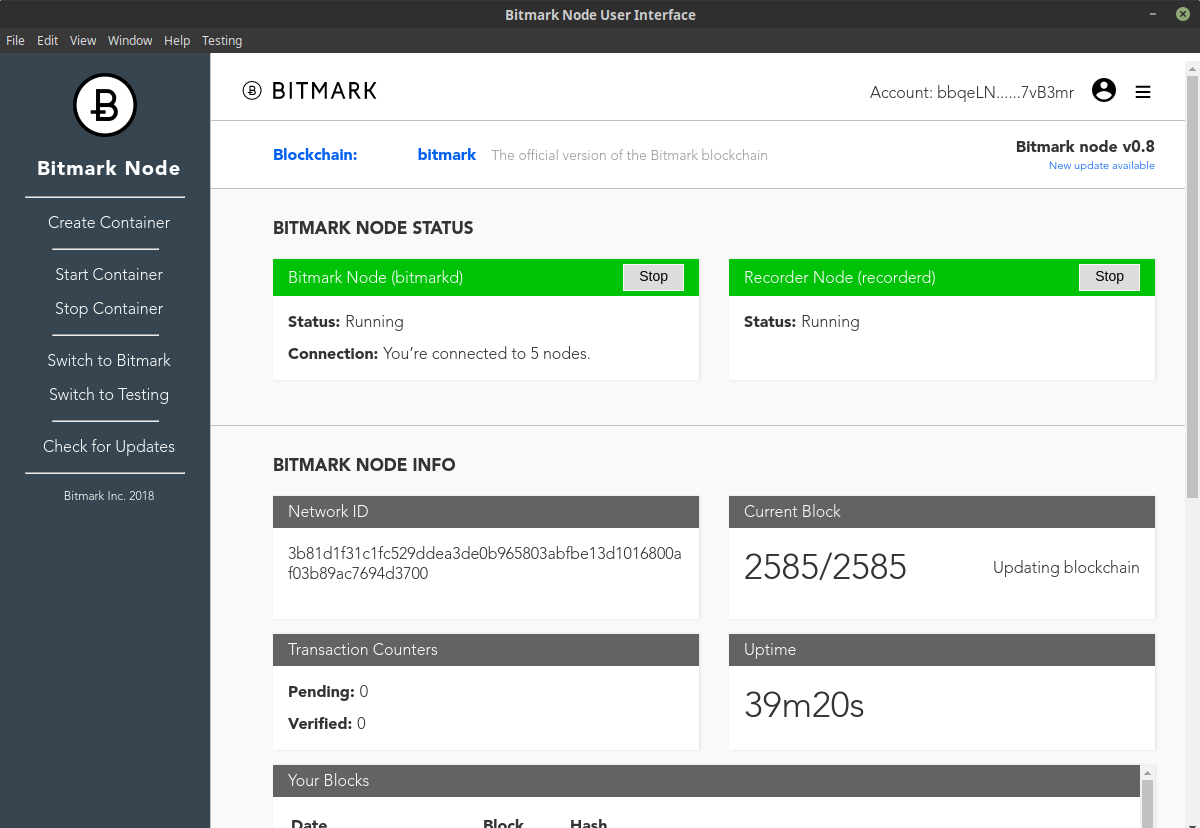 Bitmark Node User Interface
File Edit View Window Help Testing
Bitmark Node
Create Container
Start Container
Stop Container
Switch to Bitmark
Switch to Testing
Check for Updates
Bitmark Inc. 2018
BITMARK
Account: bbqeLN......7vB3mr
Blockchain: bitmark The official version of the Bitmark blockchain
Bitmark node v0.8
New update available
BITMARK NODE STATUS
Bitmark Node (bitmarkd) Stop
Status: Running
Connection: You’re connected to 5 nodes.
Recorder Node (recorderd) Stop
Status: Running
BITMARK NODE INFO
Network ID
3b81d1f31c1fc529ddea3de0b965803abfbe13d1016800a
f03b89ac7694d3700
Current Block
2585/2585 Updating blockchain
Transaction Counters
Pending: 0
Verified: 0
Uptime
39m20s
Your Blocks
Date Block Hash